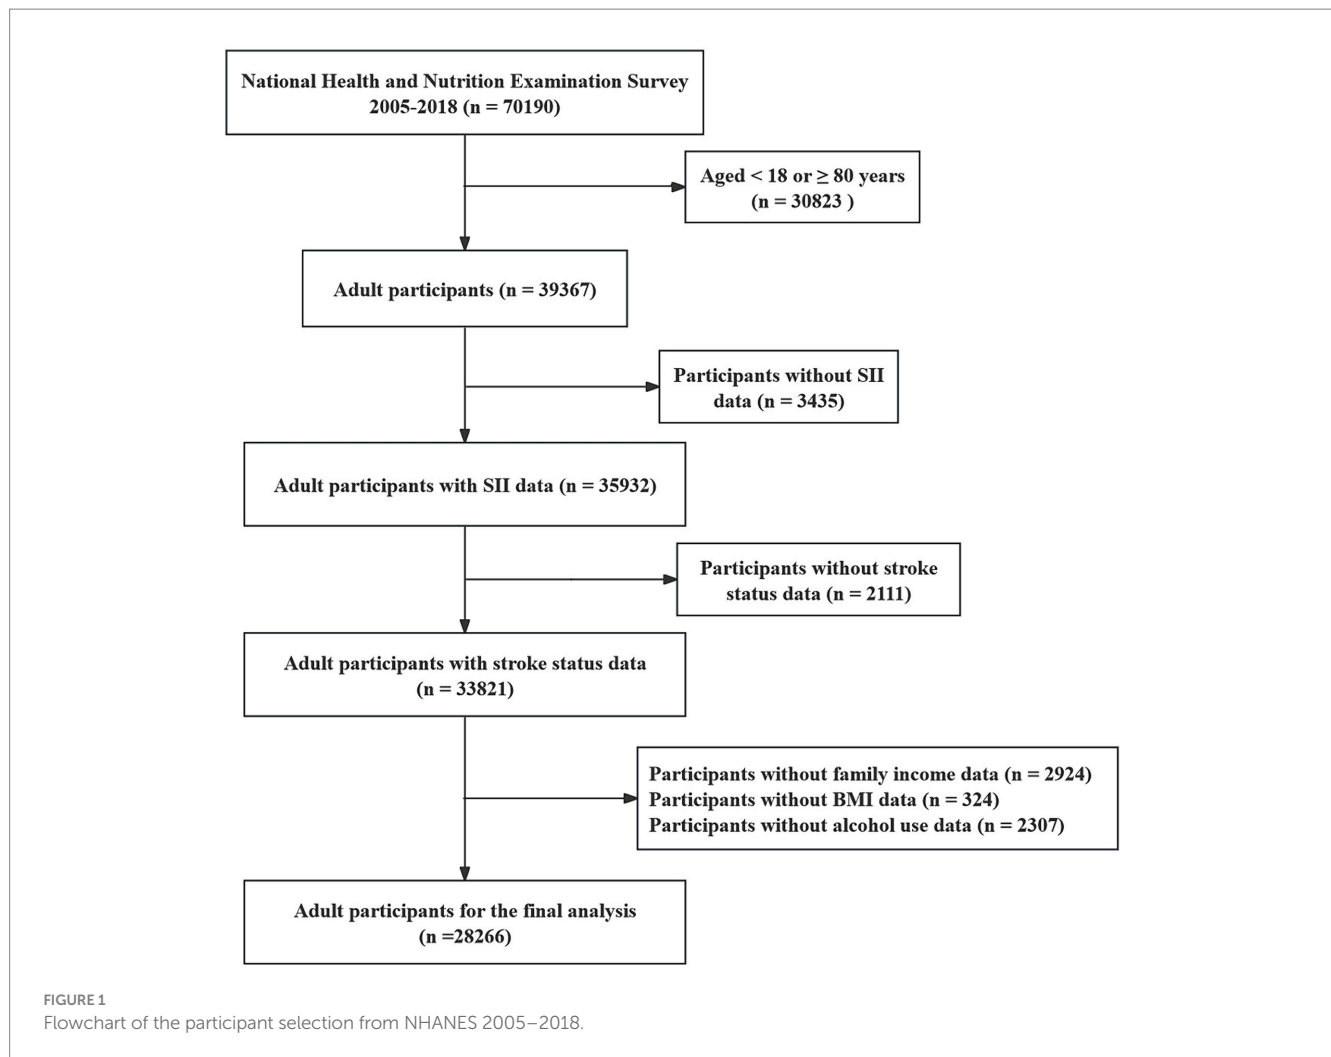 National Health and Nutrition Examination Survey
2005-2018 (n = 70190)
Aged < 18 or ≥ 80 years
(n = 30823 )
Adult participants (n = 39367)
Participants without SII
data (n = 3435)
Adult participants with SII data (n = 35932)
Participants without stroke
status data (n = 2111)
Adult participants with stroke status data
(n = 33821)
Participants without family income data (n = 2924)
Participants without BMI data (n = 324)
Participants without alcohol use data (n = 2307)
Adult participants for the final analysis
(n =28266)
FIGURE 1
Flowchart of the participant selection from NHANES 2005–2018.